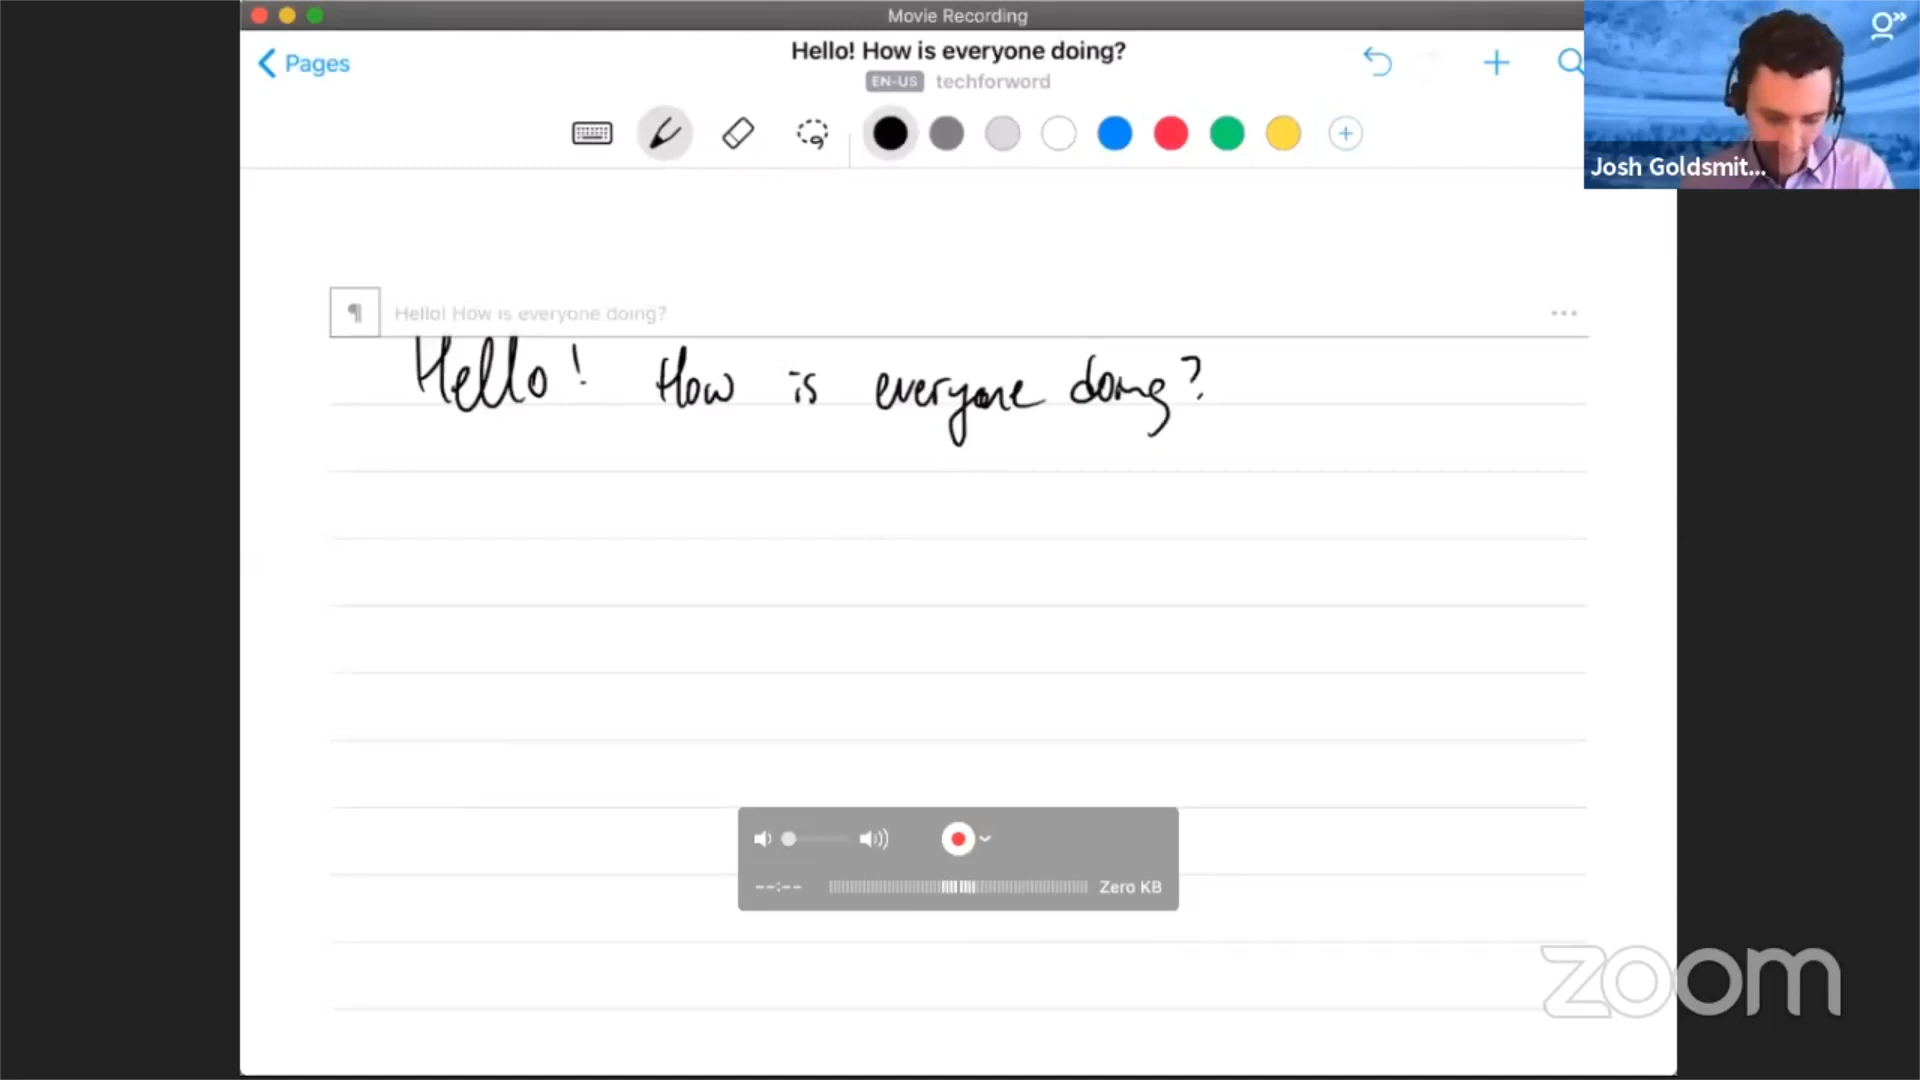 Movie Recording
Pages
Hello! How is everyone doing?
EN-US techforword
Josh Goldsmit...
¶ Hello! How is everyone doing?
Hello! How is everyone doing?
--:-- Zero KB
zoom